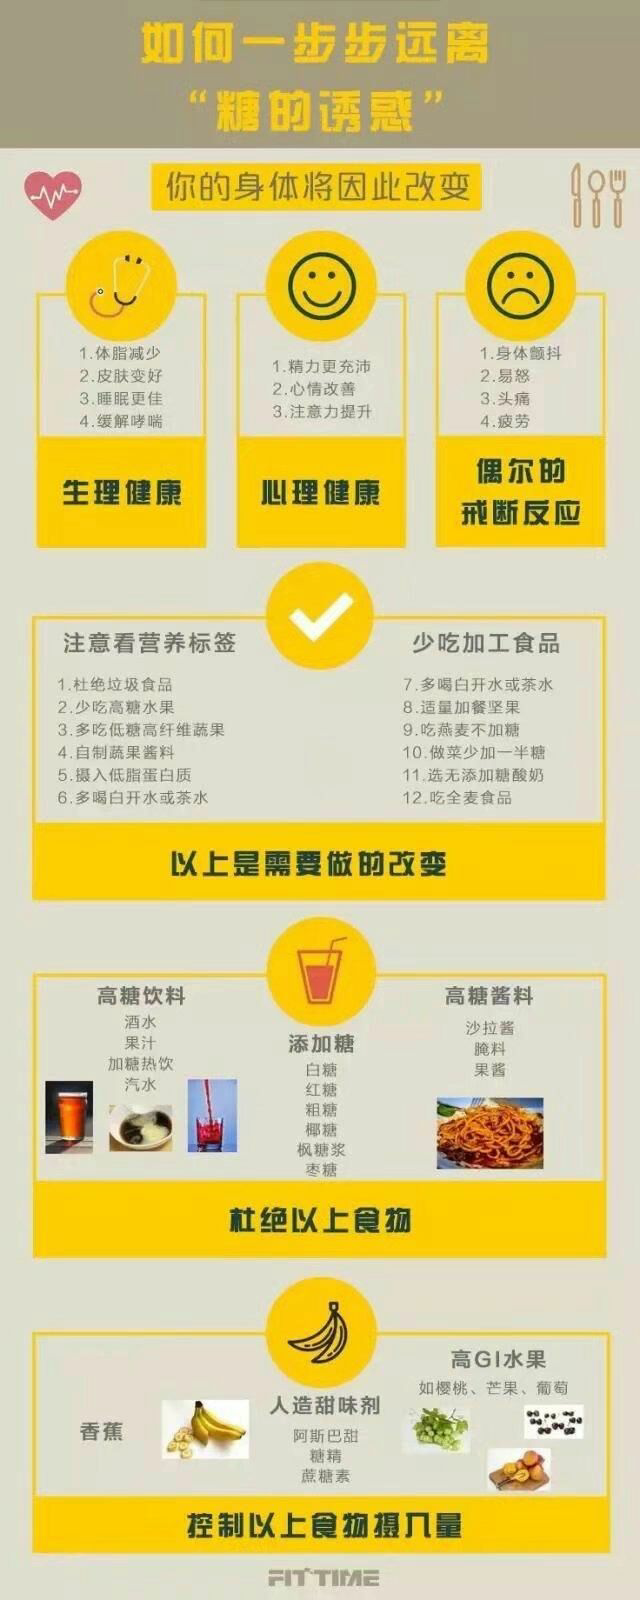 如何一步步远离
“糖的诱惑”
你的身体将因此改变
1.体脂减少
2.皮肤变好
3.睡眠更佳
4.缓解哮喘
生理健康
1.精力更充沛
2.心情改善
3.注意力提升
心理健康
1.身体颤抖
2.易怒
3.头痛
4.疲劳
偶尔的
戒断反应
注意看营养标签
1.杜绝垃圾食品
2.少吃高糖水果
3.多吃低糖高纤维蔬果
4.自制蔬果酱料
5.摄入低脂蛋白质
6.多喝白开水或茶水
少吃加工食品
7.多喝白开水或茶水
8.适量加餐坚果
9.吃燕麦不加糖
10.做菜少加一半糖
11.选无添加糖酸奶
12.吃全麦食品
以上是需要做的改变
高糖饮料
酒水
果汁
加糖热饮
汽水
添加糖
白糖
红糖
粗糖
椰糖
枫糖浆
枣糖
高糖酱料
沙拉酱
腌料
果酱
杜绝以上食物
香蕉
人造甜味剂
阿斯巴甜
糖精
蔗糖素
高GI水果
如樱桃、芒果、葡萄
控制以上食物摄入量
FITTIME